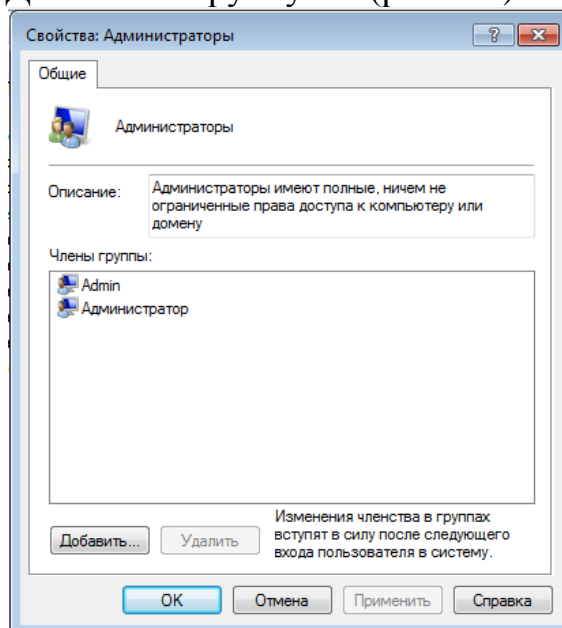 Свойства: Администраторы
Общие
Администраторы
Описание:
Администраторы имеют полные, ничем не
ограниченные права доступа к компьютеру или
домену
Члены группы:
Admin
Администратор
Добавить...
Удалить
Изменения членства в группах
вступят в силу после следующего
входа пользователя в систему.
OK
Отмена
Применить
Справка